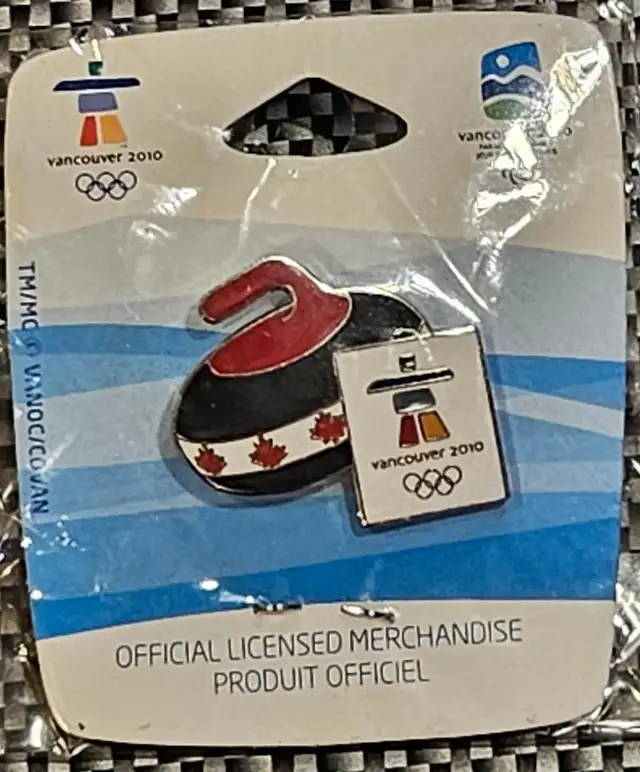 vancouver 2010
TM/MC © VANOC/COVAN
vancouver 2010
OFFICIAL LICENSED MERCHANDISE
PRODUIT OFFICIEL